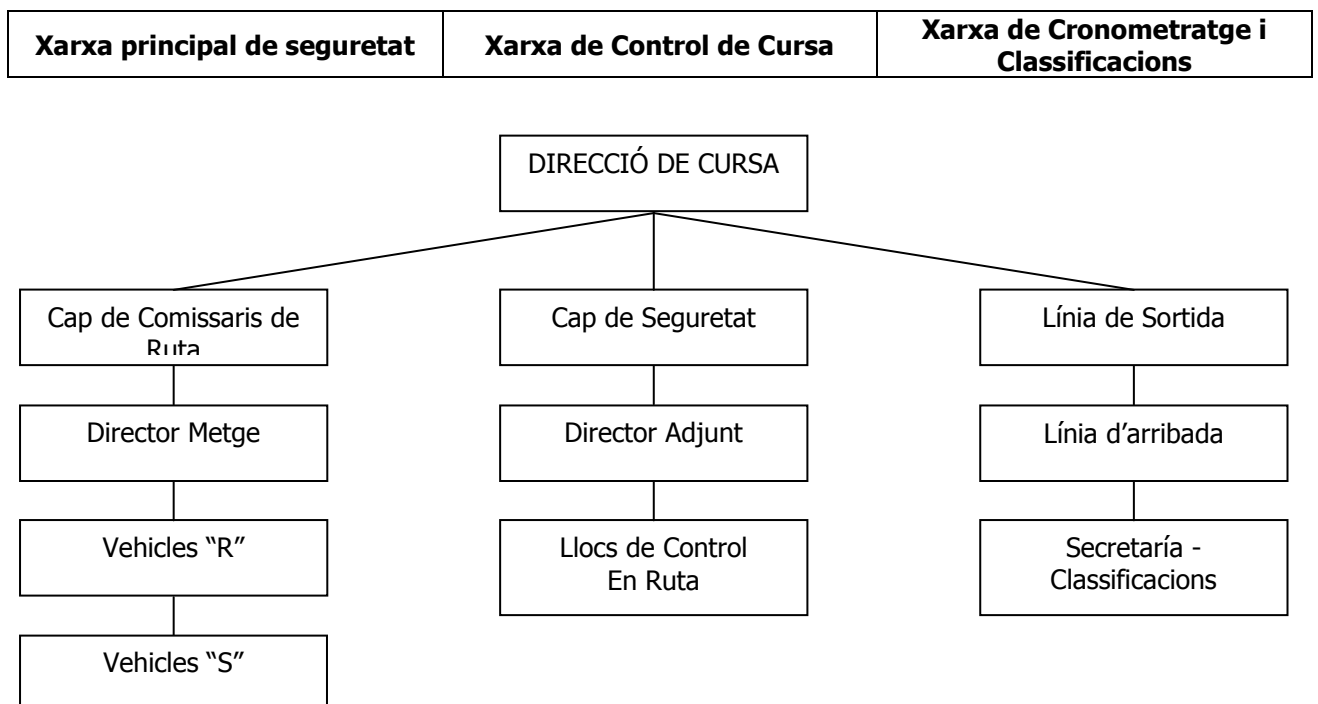 Xarxa principal de seguretat
Xarxa de Control de Cursa
Xarxa de Cronometratge i
Classificacions
DIRECCIÓ DE CURSA
Cap de Comissaris de
Ruta
Cap de Seguretat
Línia de Sortida
Director Metge
Director Adjunt
Línia d’arribada
Vehicles “R”
Llocs de Control
En Ruta
Secretaría -
Classificacions
Vehicles “S”